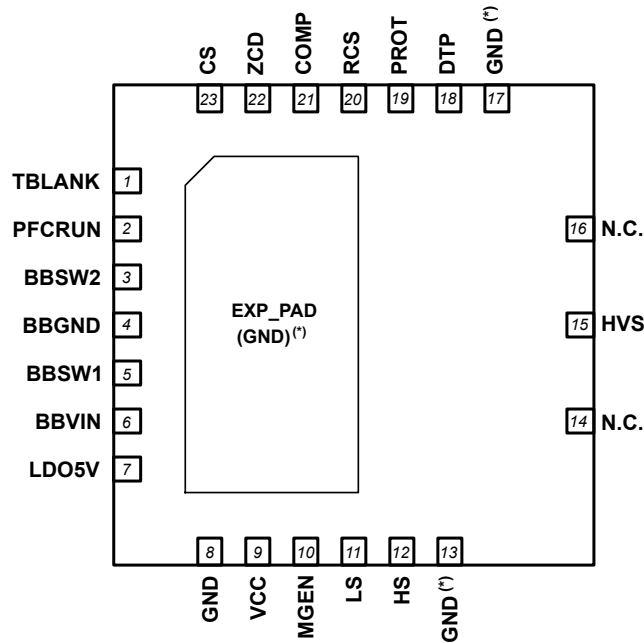 CS
ZCD
COMP
RCS
PROT
DTP
GND (*)
23
22
21
20
19
18
17
TBLANK
1
PFCRUN
2
BBSW2
3
BBGND
4
BBSW1
5
BBVIN
6
LDO5V
7
EXP_PAD
(GND)(*)
16
N.C.
15
HVS
14
N.C.
8
9
10
11
12
13
GND
VCC
MGEN
LS
HS
GND (*)